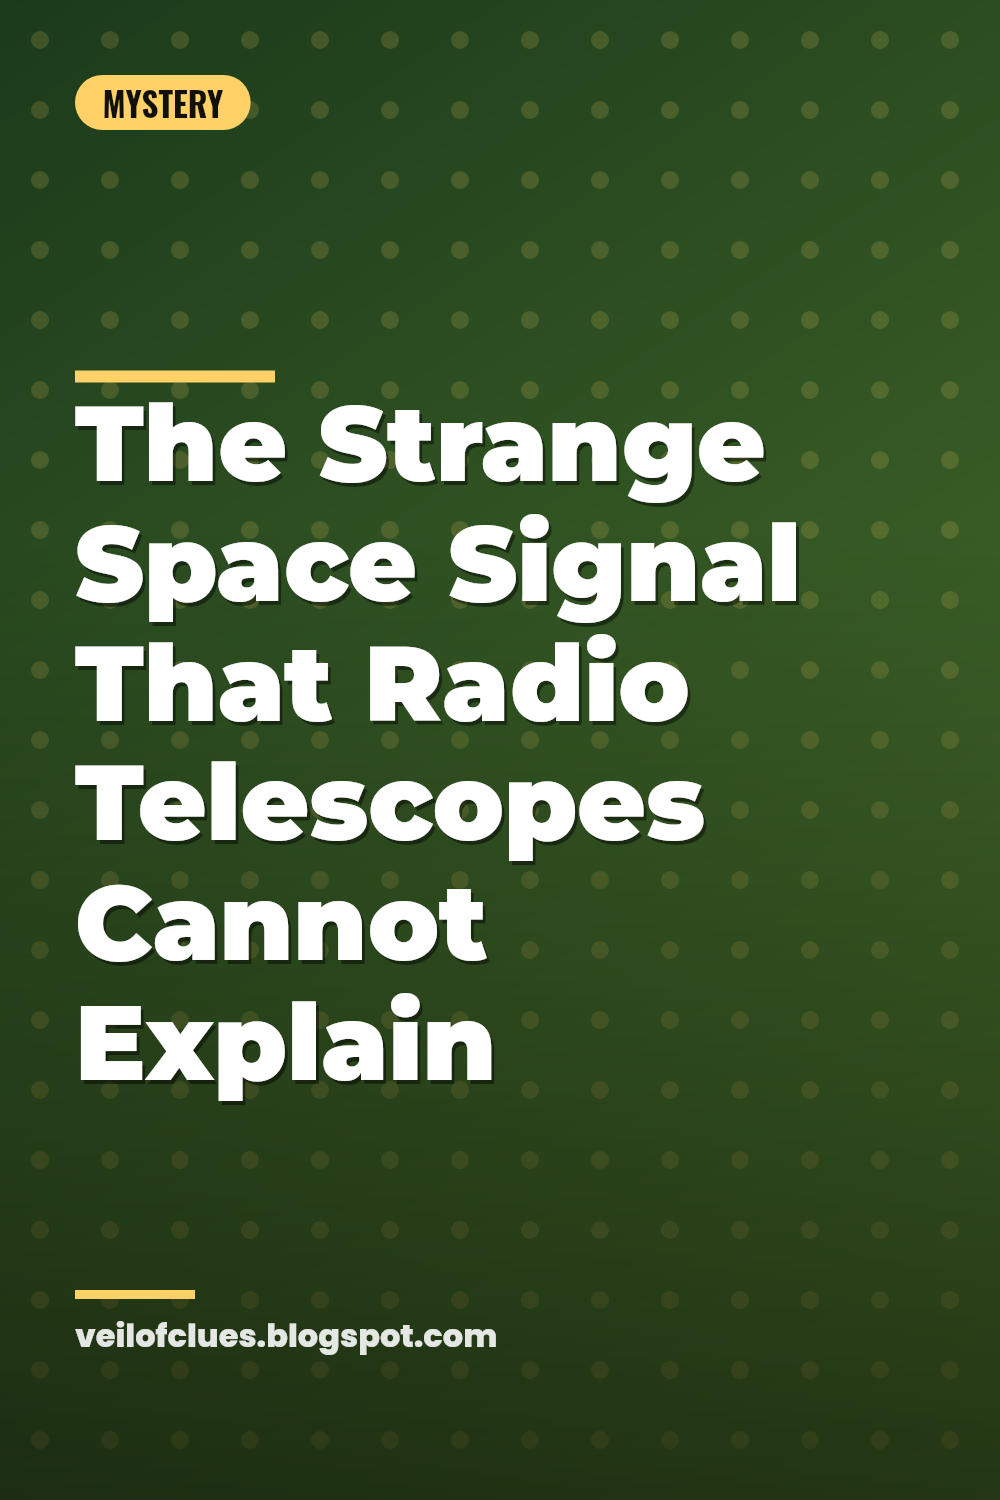 MYSTERY
The Strange
Space Signal
That Radio
Telescopes
Cannot
Explain
veilofclues.blogspot.com